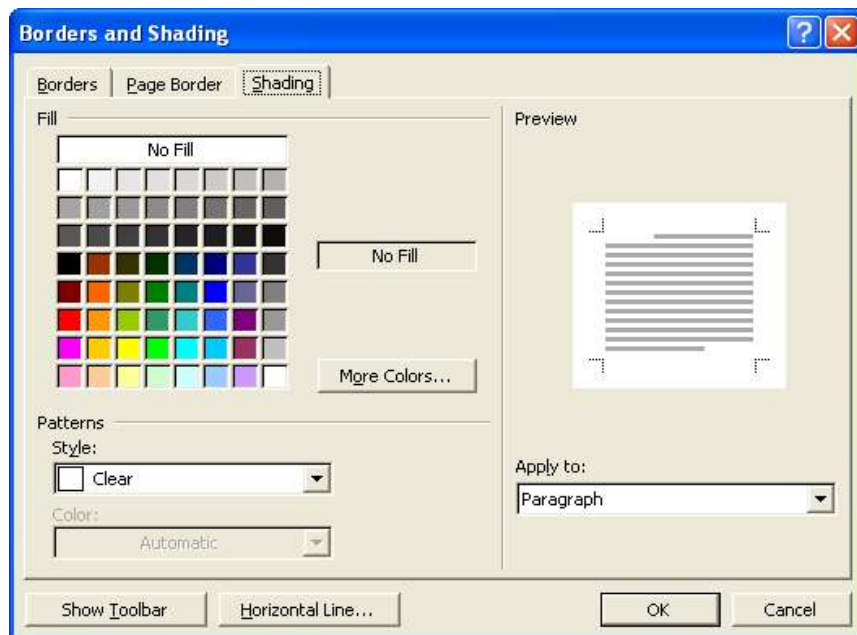 Borders and Shading
Borders
Page Border
Shading
Fill
No Fill
No Fill
More Colors...
Patterns
Style:
Clear
Color:
Automatic
Preview
Apply to:
Paragraph
Show Toolbar
Horizontal Line...
OK
Cancel